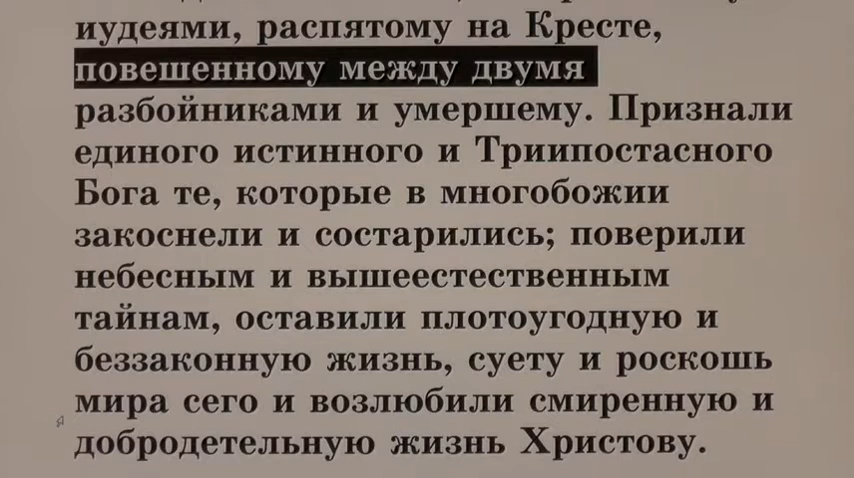 иудеями, распятому на Кресте,
повешенному между двумя
разбойниками и умершему. Признали
единого истинного и Триипостасного
Бога те, которые в многобожии
закоснели и состарились; поверили
небесным и вышеестественным
тайнам, оставили плотоугодную и
беззаконную жизнь, суету и роскошь
мира сего и возлюбили смиренную и
добродетельную жизнь Христову.